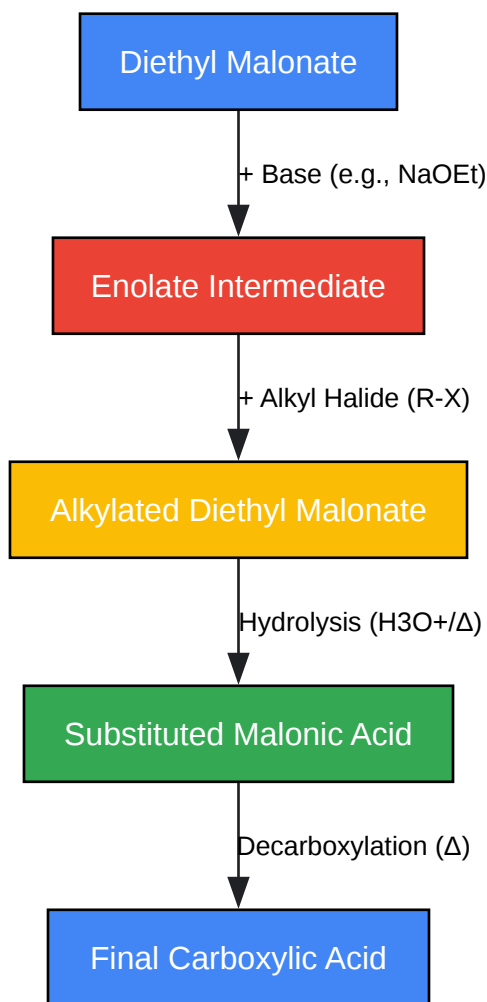 Diethyl Malonate
+ Base (e.g., NaOEt)
Enolate Intermediate
+ Alkyl Halide (R-X)
Alkylated Diethyl Malonate
Hydrolysis (H3O+/Δ)
Substituted Malonic Acid
Decarboxylation (Δ)
Final Carboxylic Acid